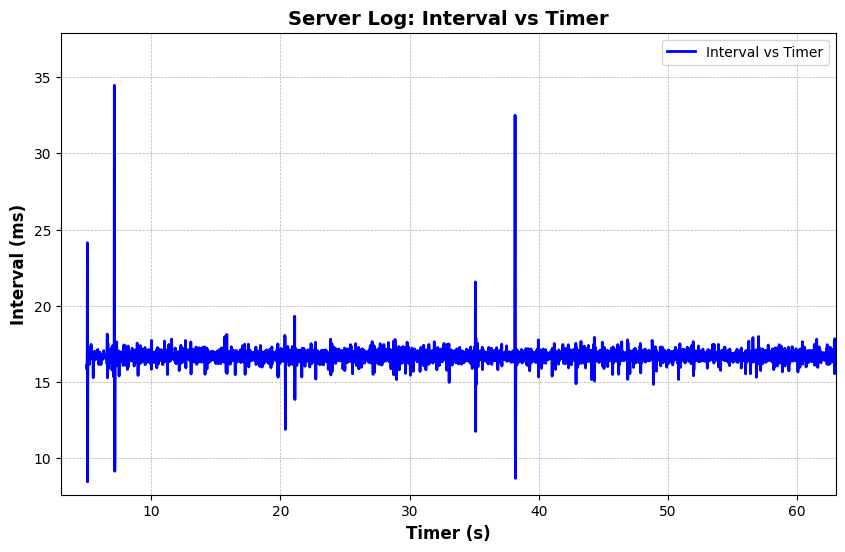 Server Log: Interval vs Timer
Interval vs Timer
35
30
25
20
15
10
Interval (ms)
10 20 30 40 50 60
Timer (s)